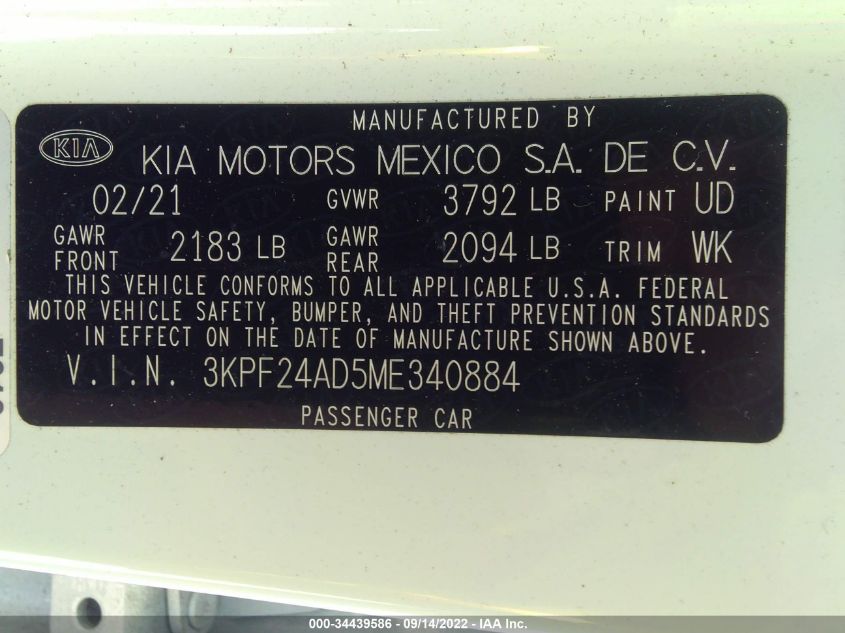 MANUFACTURED BY
KIA KIA MOTORS MEXICO S.A. DE C.V.
02/21 GVWR 3792 LB PAINT UD
GAWR FRONT 2183 LB GAWR REAR 2094 LB TRIM WK
THIS VEHICLE CONFORMS TO ALL APPLICABLE U.S.A. FEDERAL
MOTOR VEHICLE SAFETY, BUMPER, AND THEFT PREVENTION STANDARDS
IN EFFECT ON THE DATE OF MANUFACTURE SHOWN ABOVE.
V.I.N. 3KPF24AD5ME340884
PASSENGER CAR
000-34439586 - 09/14/2022 - IAA Inc.